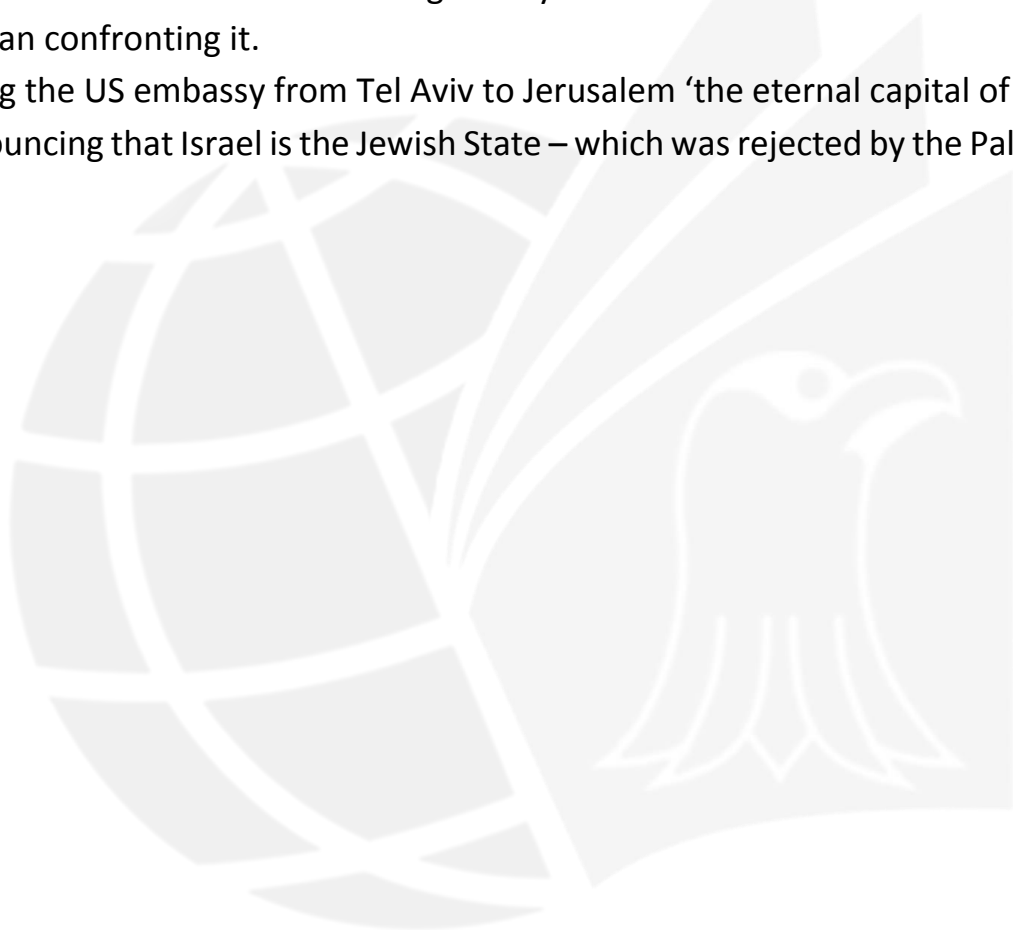 an confronting it.
g the US embassy from Tel Aviv to Jerusalem ‘the eternal capital of
ouncing that Israel is the Jewish State – which was rejected by the Pal